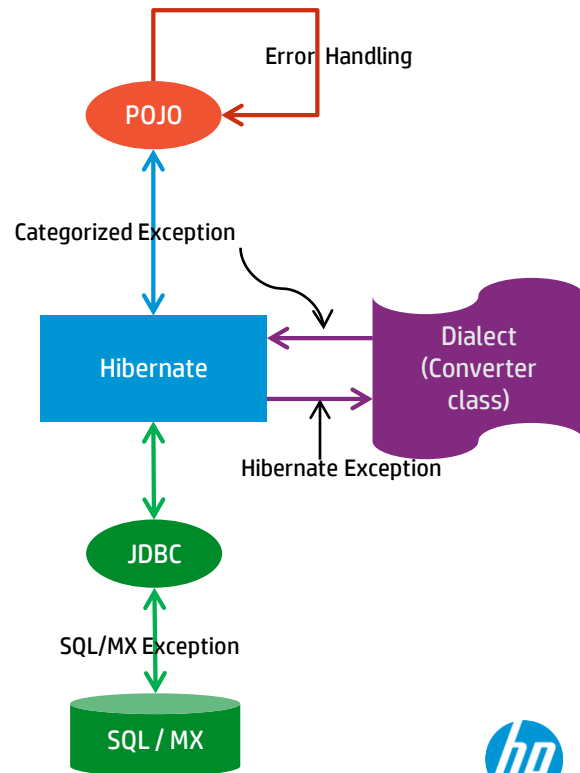 Error Handling
POJO
Categorized Exception
Hibernate
Dialect
(Converter
class)
Hibernate Exception
JDBC
SQL/MX Exception
SQL / MX
hp